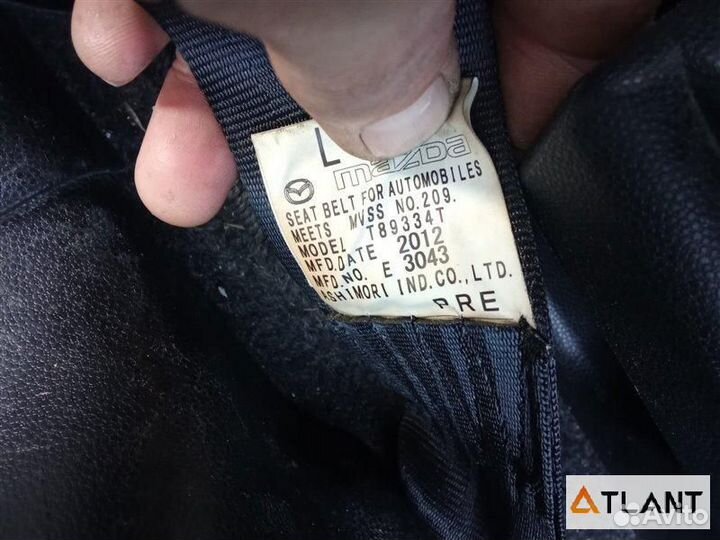 L
mazda
SEAT BELT FOR AUTOMOBILES
MEETS MVSS NO.209.
MODEL T89334T
MFD.DATE 2012
MFD.NO. E 3043
ASHIMORI IND.CO.,LTD.
PRE
ATLANT
Avito